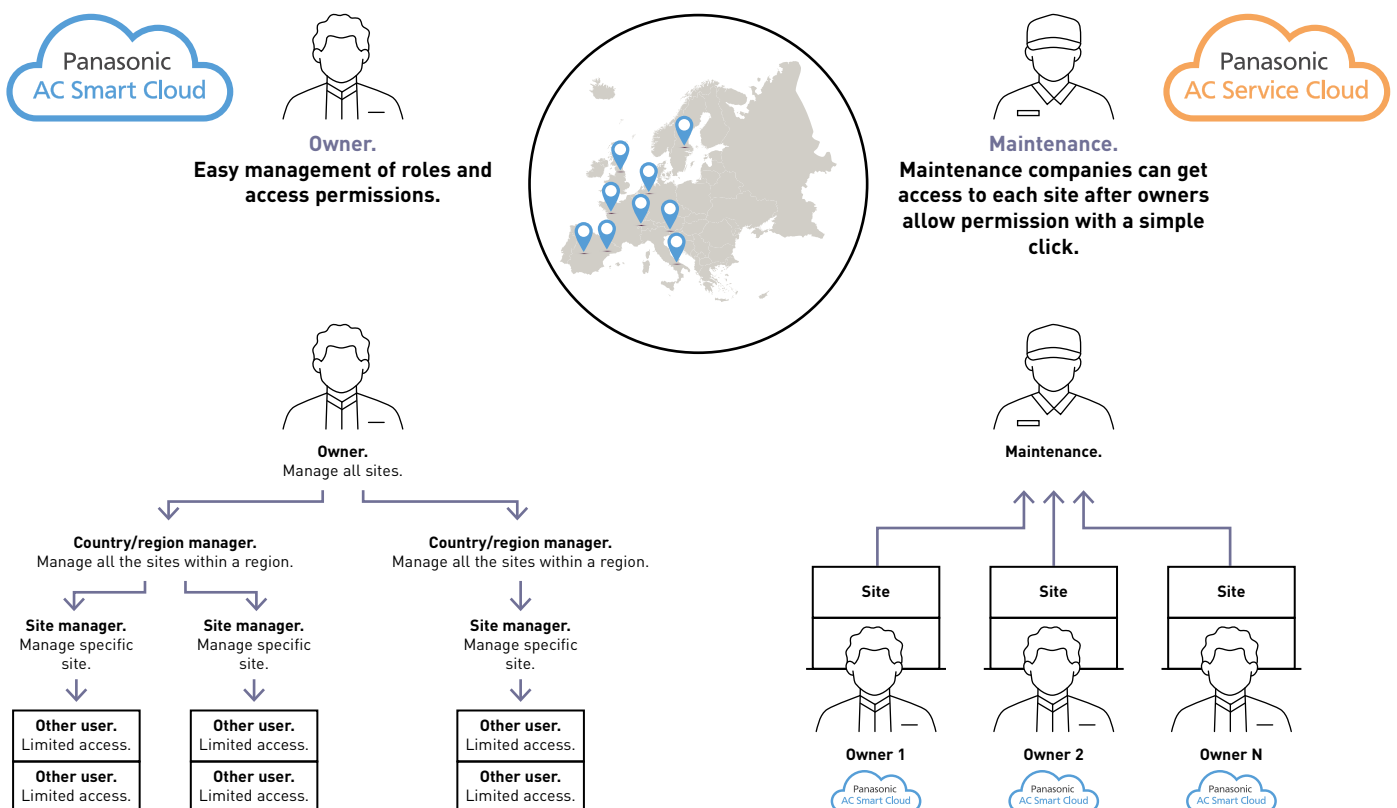 Panasonic
AC Smart Cloud
Owner.
Easy management of roles and
access permissions.
Maintenance.
Maintenance companies can get
access to each site after owners
allow permission with a simple
click.
Panasonic
AC Service Cloud
Owner.
Manage all sites.
Country/region manager.
Manage all the sites within a region.
Country/region manager.
Manage all the sites within a region.
Site manager.
Manage specific
site.
Site manager.
Manage specific
site.
Site manager.
Manage specific
site.
Other user.
Limited access.
Other user.
Limited access.
Other user.
Limited access.
Other user.
Limited access.
Other user.
Limited access.
Other user.
Limited access.
Maintenance.
Site
Site
Site
Owner 1
Owner 2
Owner N
Panasonic
AC Smart Cloud
Panasonic
AC Smart Cloud
Panasonic
AC Smart Cloud